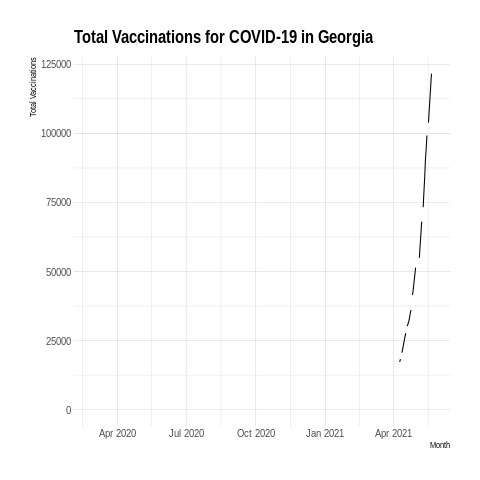 Total Vaccinations for COVID-19 in Georgia
Total Vaccinations
125000
100000
75000
50000
25000
0
Apr 2020 Jul 2020 Oct 2020 Jan 2021 Apr 2021
Month